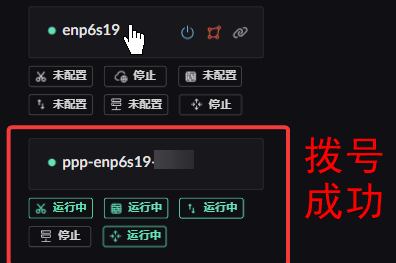 enp6s19
未配置 停止 未配置
未配置 未配置 停止
ppp-enp6s19-
运行中 运行中 运行中
停止 运行中
拨号
成功